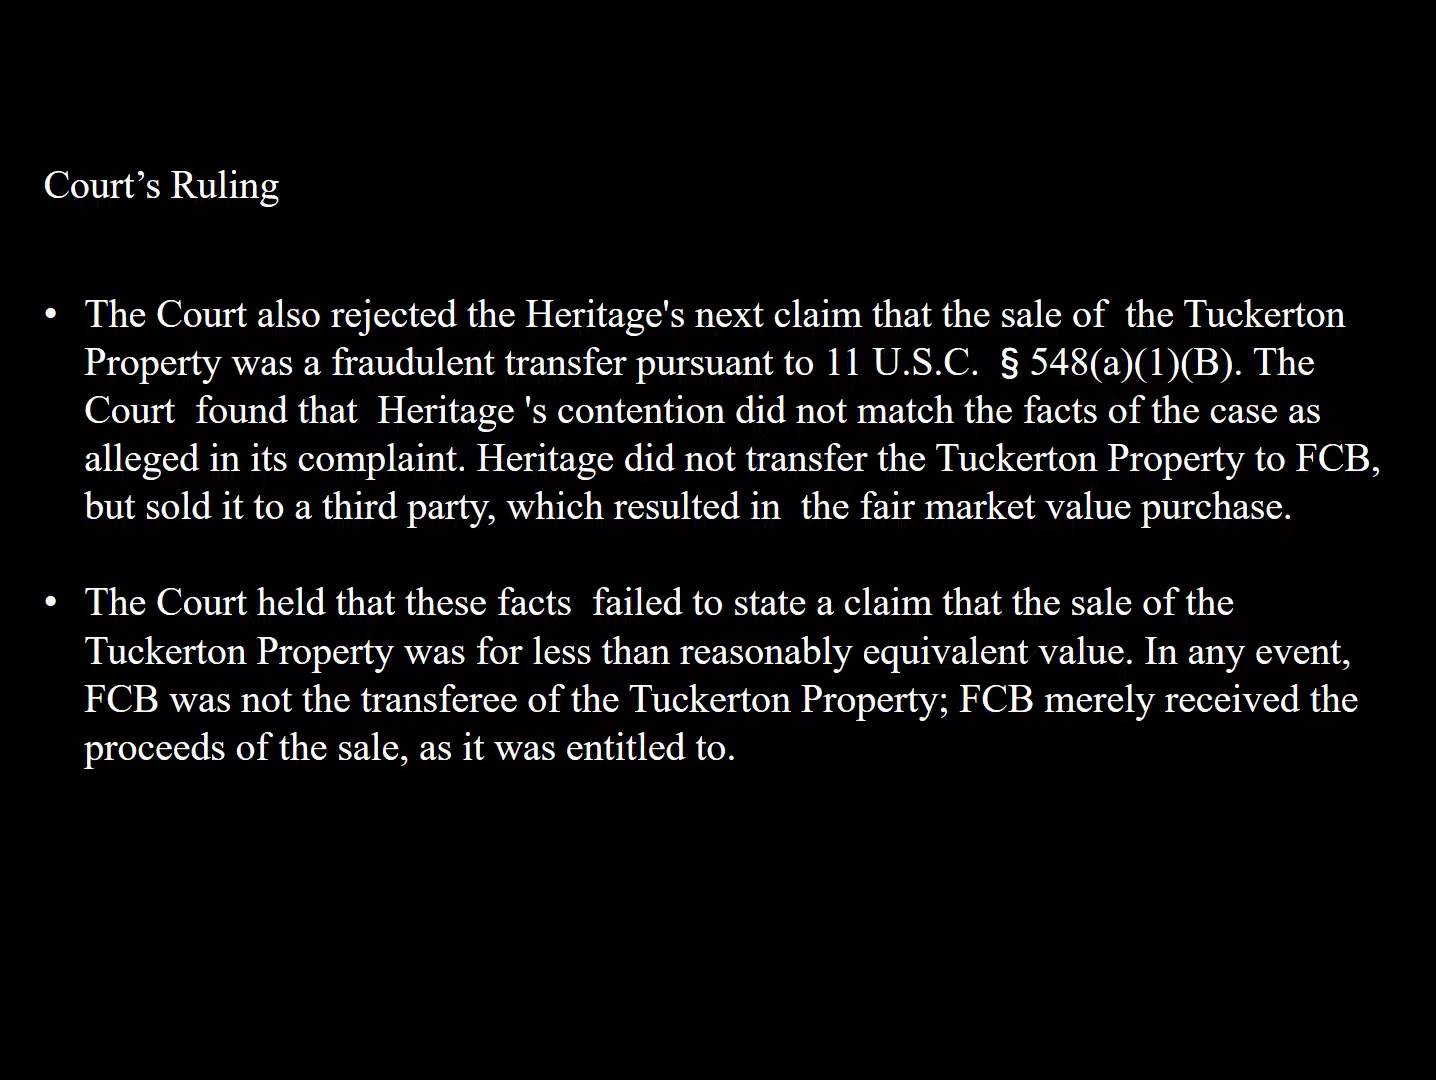 Court’s Ruling
• The Court also rejected the Heritage's next claim that the sale of  the Tuckerton
Property was a fraudulent transfer pursuant to 11 U.S.C.  § 548(a)(1)(B). The
Court  found that  Heritage 's contention did not match the facts of the case as
alleged in its complaint. Heritage did not transfer the Tuckerton Property to FCB,
but sold it to a third party, which resulted in  the fair market value purchase.
• The Court held that these facts  failed to state a claim that the sale of the
Tuckerton Property was for less than reasonably equivalent value. In any event,
FCB was not the transferee of the Tuckerton Property; FCB merely received the
proceeds of the sale, as it was entitled to.